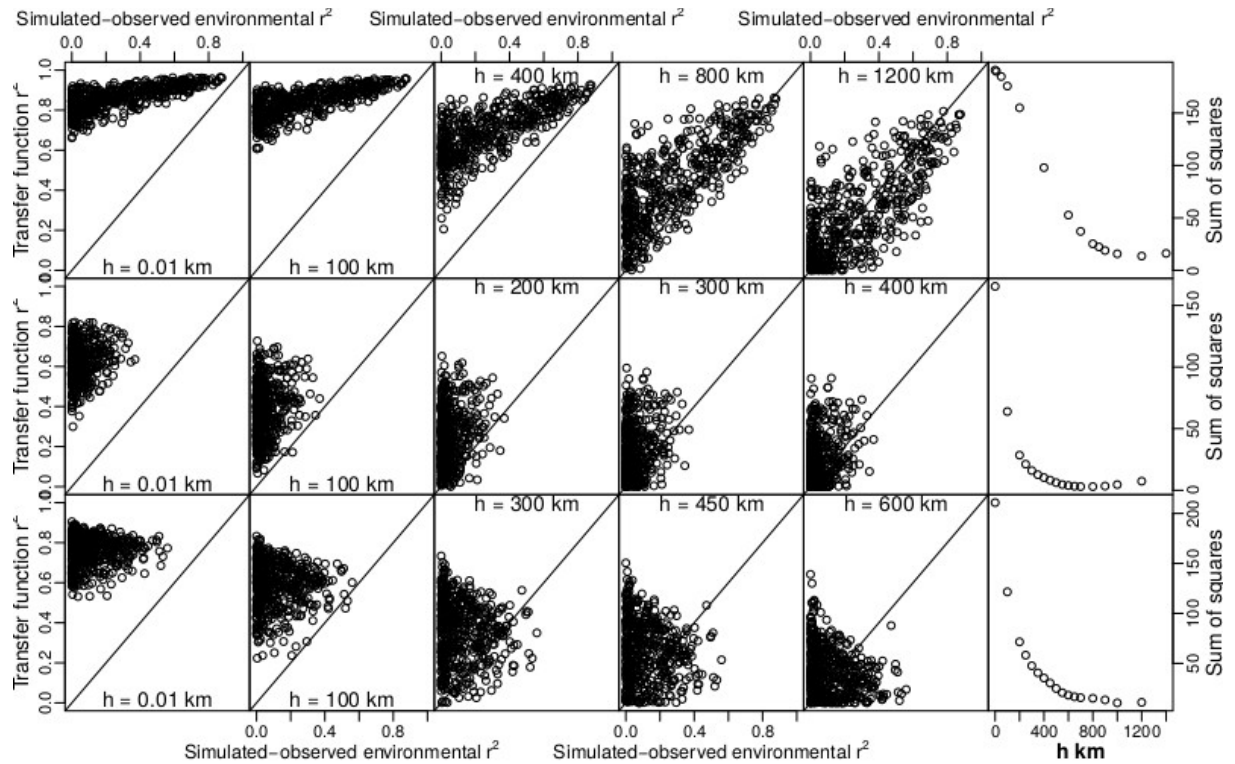 Simulated−observed environmental r² Simulated−observed environmental r² Simulated−observed environmental r²
0.0 0.4 0.8 0.0 0.4 0.8 0.0 0.4 0.8
Transfer function r²
0.0 0.2 0.4 0.6 0.8 1.0
h = 0.01 km
h = 100 km
h = 400 km
h = 800 km
h = 1200 km
0 50 100 150
Sum of squares
Transfer function r²
0.0 0.2 0.4 0.6 0.8 1.0
h = 0.01 km
h = 100 km
h = 200 km
h = 300 km
h = 400 km
0 50 100 150
Sum of squares
Transfer function r²
0.0 0.2 0.4 0.6 0.8 1.0
h = 0.01 km
h = 100 km
h = 300 km
h = 450 km
h = 600 km
50 100 150 200
Sum of squares
0.0 0.4 0.8 0.0 0.4 0.8 0 400 800 1200
Simulated−observed environmental r² Simulated−observed environmental r² h km